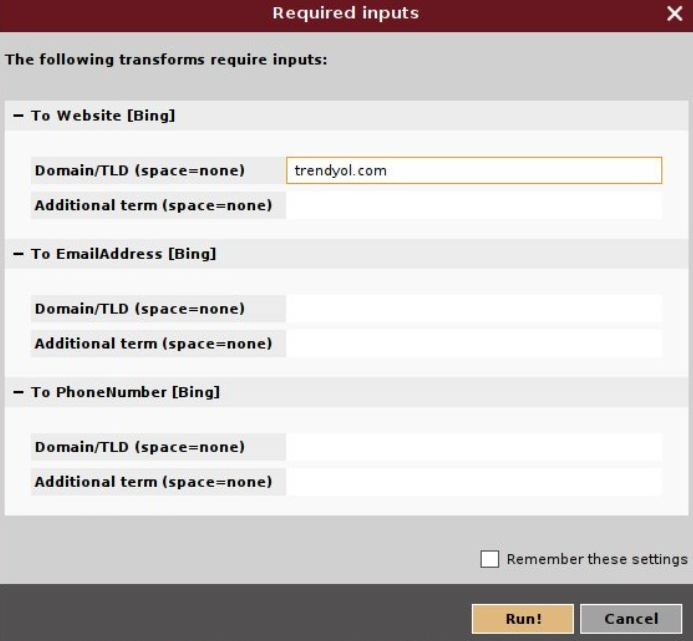 Required inputs
The following transforms require inputs:
− To Website [Bing]
Domain/TLD (space=none) trendyol.com
Additional term (space=none)
− To EmailAddress [Bing]
Domain/TLD (space=none)
Additional term (space=none)
− To PhoneNumber [Bing]
Domain/TLD (space=none)
Additional term (space=none)
Remember these settings
Run! Cancel